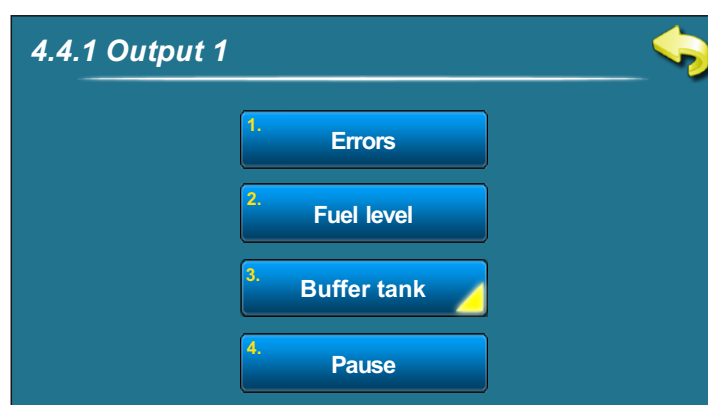 4.4.1 Output 1
1.
Errors
2.
Fuel level
3.
Buffer tank
4.
Pause